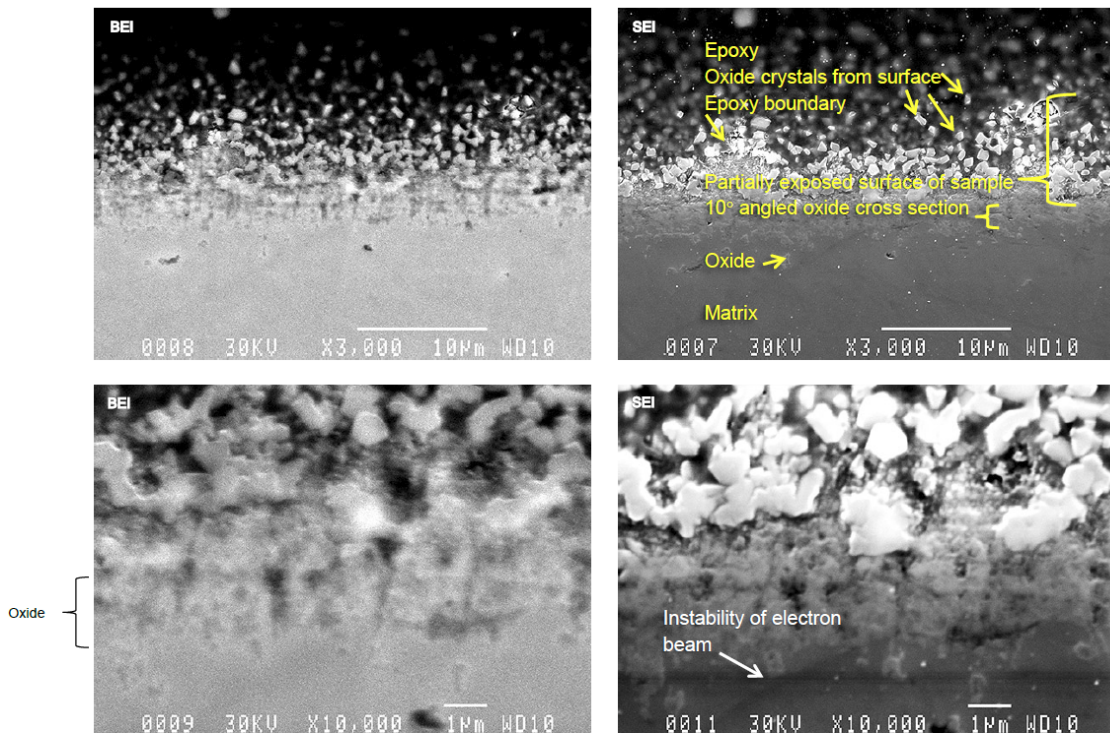 BEI
0008 30KV X3,000 10µm WD10
SEI
Epoxy
Oxide crystals from surface
Epoxy boundary
Partially exposed surface of sample
10° angled oxide cross section
Oxide
Matrix
0007 30KV X3,000 10µm WD10
Oxide
BEI
0009 30KV X10,000 1µm WD10
SEI
Instability of electron
beam
0011 30KV X10,000 1µm WD10